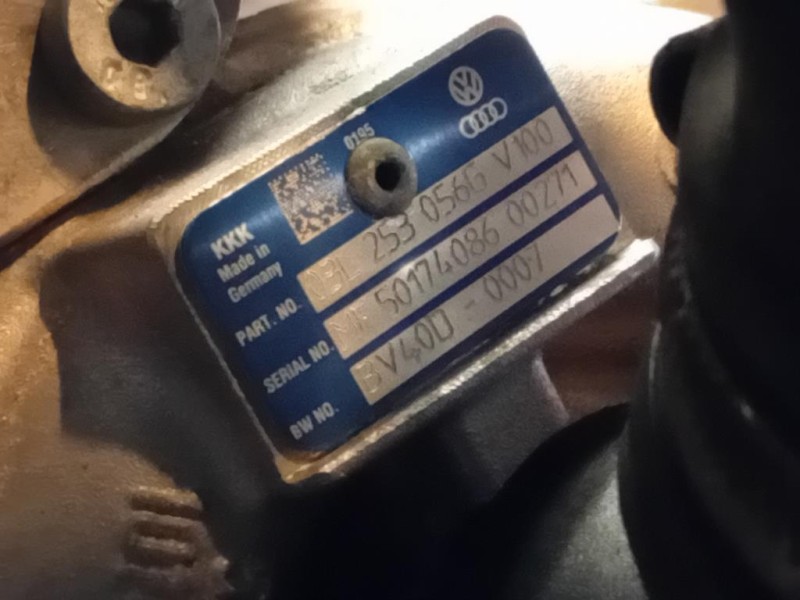 0195
KKK
Made in
Germany
PART. NO. 03L 253 056G V100
SERIAL NO. 50174086 00271
BW NO. BV40D - 0007